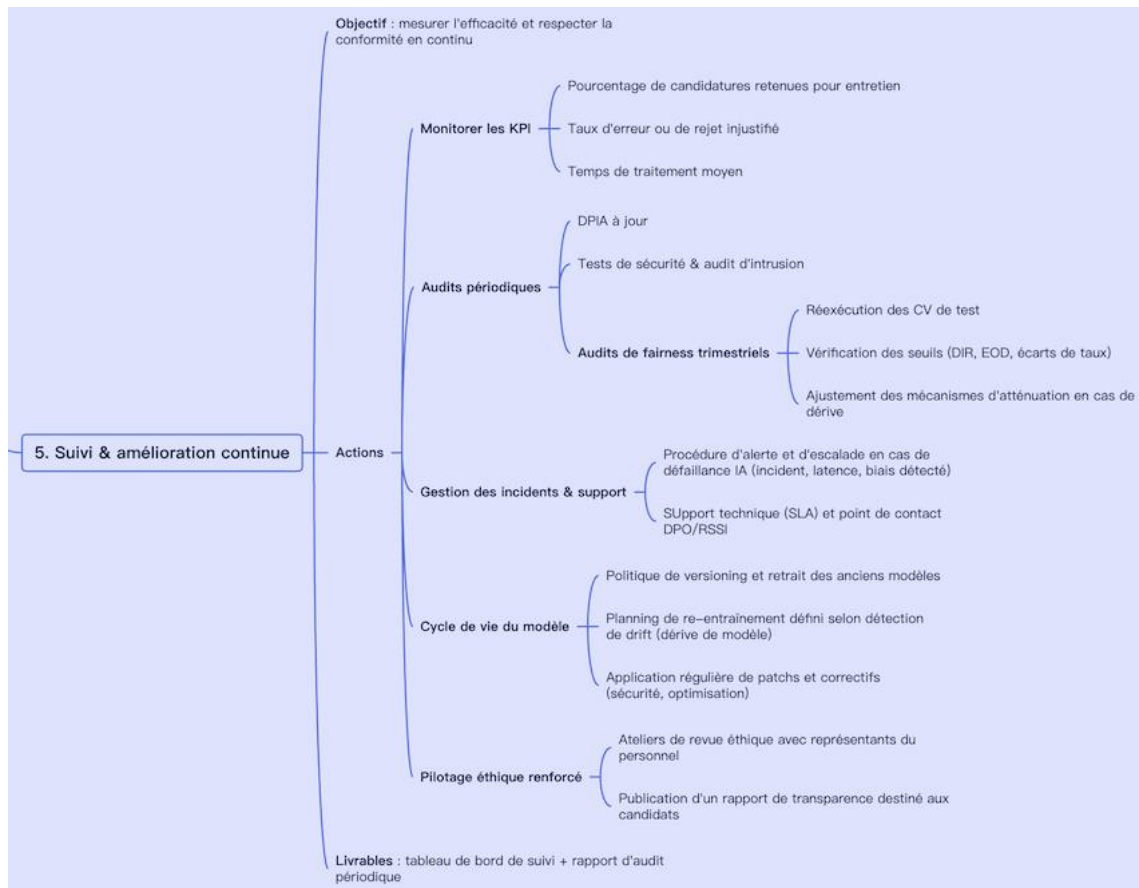 5. Suivi & amélioration continue
Objectif : mesurer l'efficacité et respecter la
conformité en continu
Actions
Monitorer les KPI
Pourcentage de candidatures retenues pour entretien
Taux d'erreur ou de rejet injustifié
Temps de traitement moyen
Audits périodiques
DPIA à jour
Tests de sécurité & audit d'intrusion
Audits de fairness trimestriels
Réexécution des CV de test
Vérification des seuils (DIR, EOD, écarts de taux)
Ajustement des mécanismes d'atténuation en cas de
dérive
Gestion des incidents & support
Procédure d'alerte et d'escalade en cas de
défaillance IA (incident, latence, biais détecté)
SUpport technique (SLA) et point de contact
DPO/RSSI
Cycle de vie du modèle
Politique de versioning et retrait des anciens modèles
Planning de re-entraînement défini selon détection
de drift (dérive de modèle)
Application régulière de patchs et correctifs
(sécurité, optimisation)
Pilotage éthique renforcé
Ateliers de revue éthique avec représentants du
personnel
Publication d'un rapport de transparence destiné aux
candidats
Livrables : tableau de bord de suivi + rapport d'audit
périodique